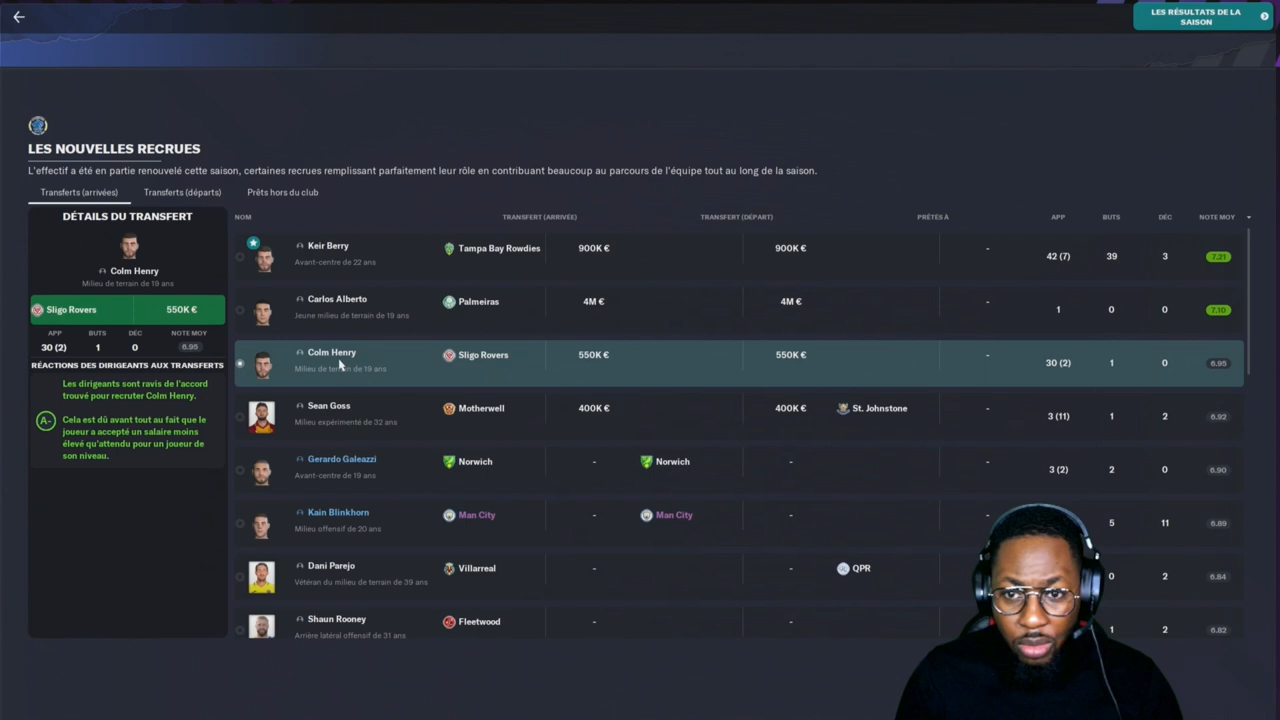 LES RÉSULTATS DE LA
SAISON
LES NOUVELLES RECRUES
L'effectif a été en partie renouvelé cette saison, certaines recrues remplissant parfaitement leur rôle en contribuant beaucoup au parcours de l'équipe tout au long de la saison.
Transferts (arrivées) Transferts (départs) Prêts hors du club
DÉTAILS DU TRANSFERT
Colm Henry
Milieu de terrain de 19 ans
Sligo Rovers 550K €
APP BUTS DÉC NOTE MOY
30 (2) 1 0 6.95
RÉACTIONS DES DIRIGEANTS AUX TRANSFERTS
Les dirigeants sont ravis de l'accord
trouvé pour recruter Colm Henry.
A-
Cela est dû avant tout au fait que le
joueur a accepté un salaire moins
élevé qu'attendu pour un joueur de
son niveau.
NOM TRANSFERT (ARRIVÉE) TRANSFERT (DÉPART) PRÊTÉS À APP BUTS DÉC NOTE MOY
Keir Berry Tampa Bay Rowdies 900K € 900K € - 42 (7) 39 3 7.21
Avant-centre de 22 ans
Carlos Alberto Palmeiras 4M € 4M € - 1 0 0 7.10
Jeune milieu de terrain de 19 ans
Colm Henry Sligo Rovers 550K € 550K € - 30 (2) 1 0 6.95
Milieu de terrain de 19 ans
Sean Goss Motherwell 400K € 400K € St. Johnstone - 3 (11) 1 2 6.92
Milieu expérimenté de 32 ans
Gerardo Galeazzi Norwich - Norwich - - 3 (2) 2 0 6.90
Avant-centre de 19 ans
Kain Blinkhorn Man City - Man City - - 5 11 6.89
Milieu offensif de 20 ans
Dani Parejo Villarreal - - QPR 0 2 6.84
Vétéran du milieu de terrain de 39 ans
Shaun Rooney Fleetwood - - 1 2 6.82
Arrière latéral offensif de 31 ans